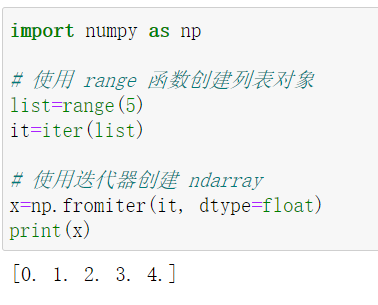 import numpy as np
# 使用 range 函数创建列表对象
list=range(5)
it=iter(list)
# 使用迭代器创建 ndarray
x=np.fromiter(it, dtype=float)
print(x)
[0. 1. 2. 3. 4.]